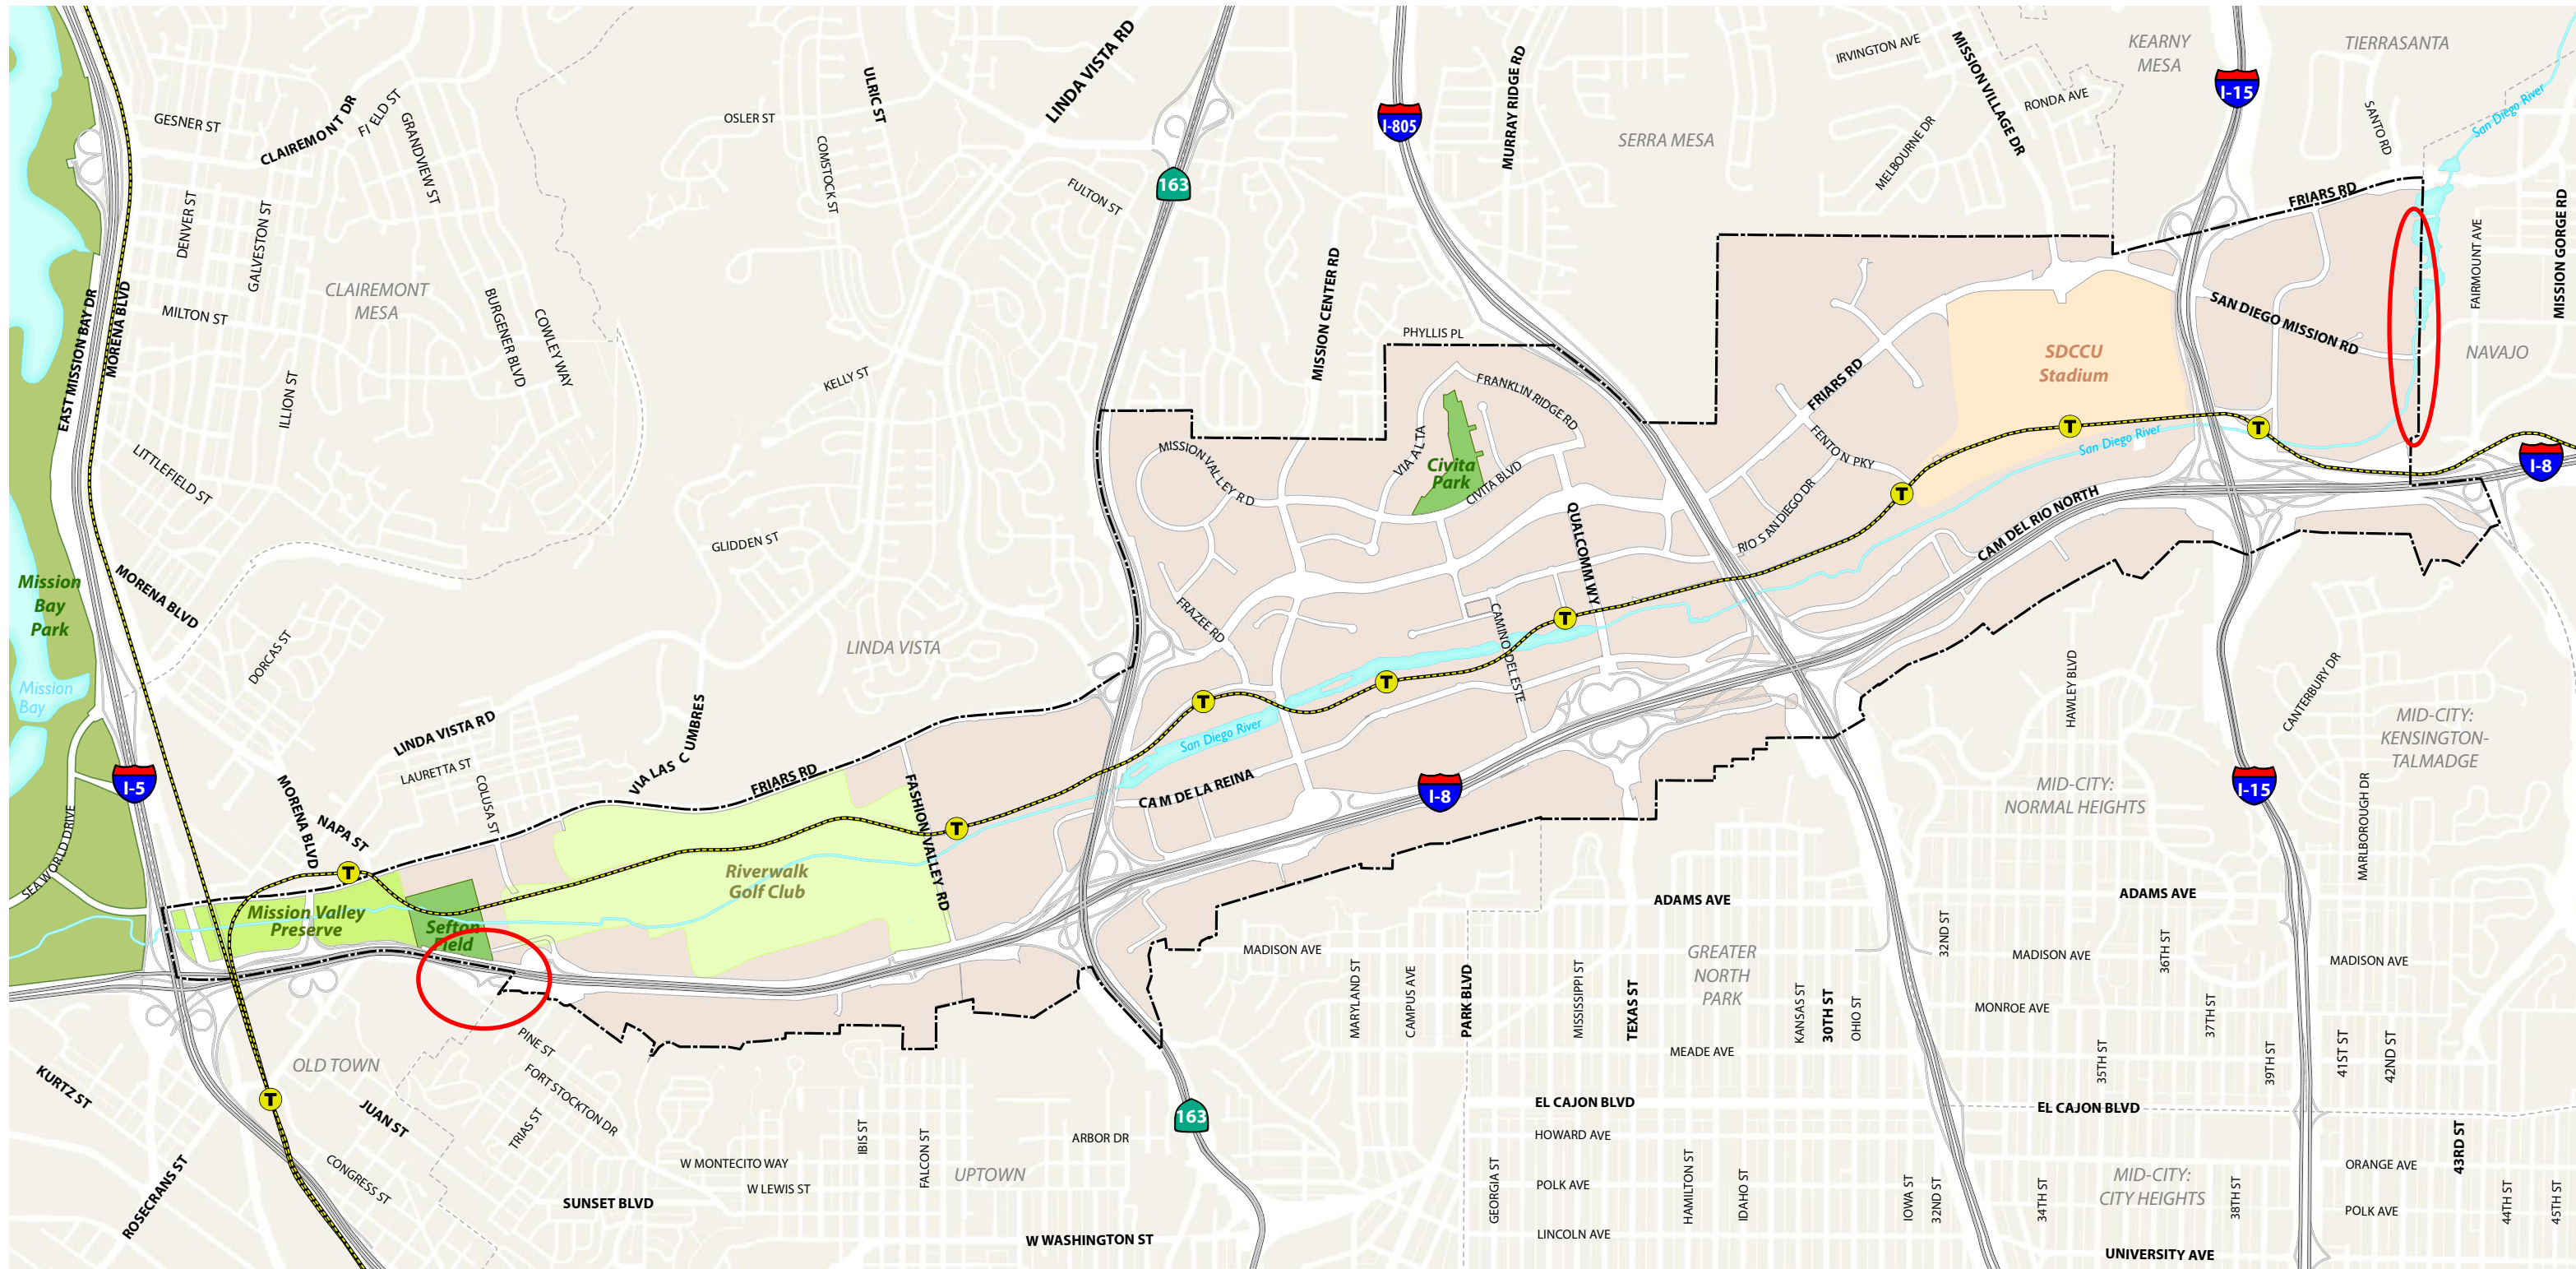 LINDA VISTA RD
ULRIC ST
OSLER ST
COMSTOCK ST
FULTON ST
163
I-805
MURRAY RIDGE RD
SERRA MESA
IRVINGTON AVE
MISSION VILLAGE DR
RONDA AVE
MELBOURNE DR
KEARNY
MESA
I-15
TIERRASANTA
SANTO RD
San Diego River
FRIARS RD
FAIRMOUNT AVE
MISSION GORGE RD
GESNER ST
CLAIREMONT DR
FIELD ST
GRANDVIEW ST
DENVER ST
GALVESTON ST
CLAIREMONT
MESA
MILTON ST
BURGENER BLVD
COWLEY WAY
EAST MISSION BAY DR
MORENA BLVD
ILLION ST
LITTLEFIELD ST
KELLY ST
GLIDDEN ST
MISSION CENTER RD
PHYLLIS PL
FRANKLIN RIDGE RD
VIA ALTA
Civita
Park
CIVITA BLVD
MISSION VALLEY RD
QUALCOMM WY
FRIARS RD
FENTON PKY
RIO SAN DIEGO DR
SDCCU
Stadium
T
T
T
San Diego River
SAN DIEGO MISSION RD
NAVAJO
I-8
CAM DEL RIO NORTH
Mission
Bay
Park
MORENA BLVD
DORCAS ST
Mission
Bay
LINDA VISTA
LINDA VISTA RD
LAURETTA ST
COLUSA ST
VIA LAS CUMBRES
FRIARS RD
FRAZEE RD
CAMINO DEL ESTE
T
T
T
San Diego River
CAM DE LA REINA
I-8
I-5
SEA WORLD DRIVE
MORENA BLVD
NAPA ST
T
T
FASHION VALLEY RD
Riverwalk
Golf Club
Mission Valley
Preserve
Sefton
Field
HAWLEY BLVD
CANTERBURY DR
MID-CITY:
KENSINGTON-
TALMADGE
MID-CITY:
NORMAL HEIGHTS
I-15
MARLBOROUGH DR
ADAMS AVE
ADAMS AVE
MADISON AVE
MARYLAND ST
CAMPUS AVE
PARK BLVD
MISSISSIPPI ST
TEXAS ST
GREATER
NORTH
PARK
KANSAS ST
30TH ST
OHIO ST
32ND ST
MADISON AVE
36TH ST
MADISON AVE
MONROE AVE
37TH ST
35TH ST
39TH ST
41ST ST
42ND ST
MEADE AVE
OLD TOWN
KURTZ ST
T
JUAN ST
PINE ST
FORT STOCKTON DR
TRIAS ST
CONGRESS ST
ROSECRANS ST
IBIS ST
FALCON ST
W MONTECITO WAY
W LEWIS ST
SUNSET BLVD
UPTOWN
ARBOR DR
163
W WASHINGTON ST
EL CAJON BLVD
HOWARD AVE
GEORGIA ST
POLK AVE
HAMILTON ST
IDAHO ST
LINCOLN AVE
IOWA ST
32ND ST
EL CAJON BLVD
34TH ST
MID-CITY:
CITY HEIGHTS
38TH ST
ORANGE AVE
43RD ST
POLK AVE
44TH ST
45TH ST
UNIVERSITY AVE